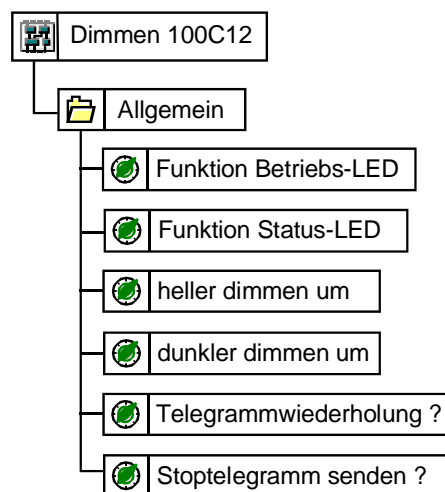 Dimmen 100C12
Allgemein
Funktion Betriebs-LED
Funktion Status-LED
heller dimmen um
dunkler dimmen um
Telegrammwiederholung ?
Stoptelegramm senden ?